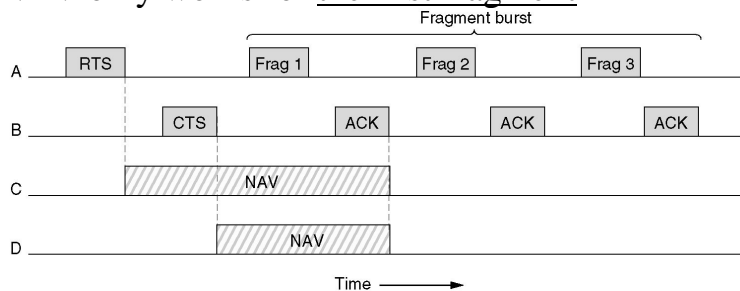 Fragment burst
A RTS Frag 1 Frag 2 Frag 3
B CTS ACK ACK ACK
C NAV
D NAV
Time